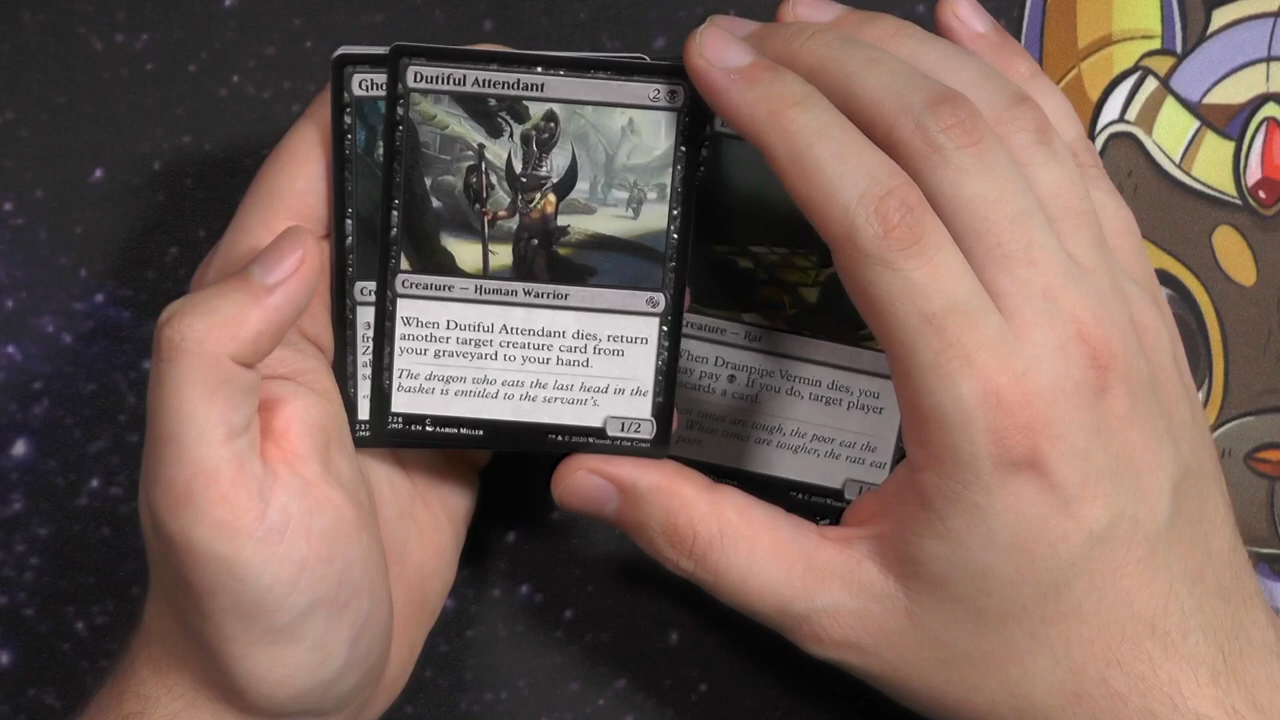 Dutiful Attendant
2
Creature — Human Warrior
When Dutiful Attendant dies, return
another target creature card from
your graveyard to your hand.
The dragon who eats the last head in the
basket is entitled to the servant's.
1/2
226 C
JMP • EN AARON MILLER
™ & © 2020 Wizards of the Coast
Gho
Cre
3
237
JMP
Creature — Rat
When Drainpipe Vermin dies, you
may pay . If you do, target player
discards a card.
times are tough, the poor eat the
When times are tougher, the rats eat
poor.
™ & © 2020 Wizards